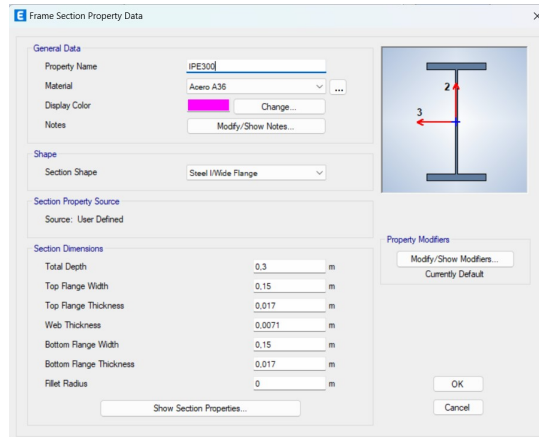 E Frame Section Property Data
General Data
Property Name IPE300
Material Acero A36 ...
Display Color Change...
Notes Modify/Show Notes...
Shape
Section Shape Steel I/Wide Flange
Section Property Source
Source: User Defined
Section Dimensions
Total Depth 0,3 m
Top Flange Width 0,15 m
Top Flange Thickness 0,017 m
Web Thickness 0,0071 m
Bottom Flange Width 0,15 m
Bottom Flange Thickness 0,017 m
Fillet Radius 0 m
Show Section Properties...
2
3
Property Modifiers
Modify/Show Modifiers...
Currently Default
OK
Cancel